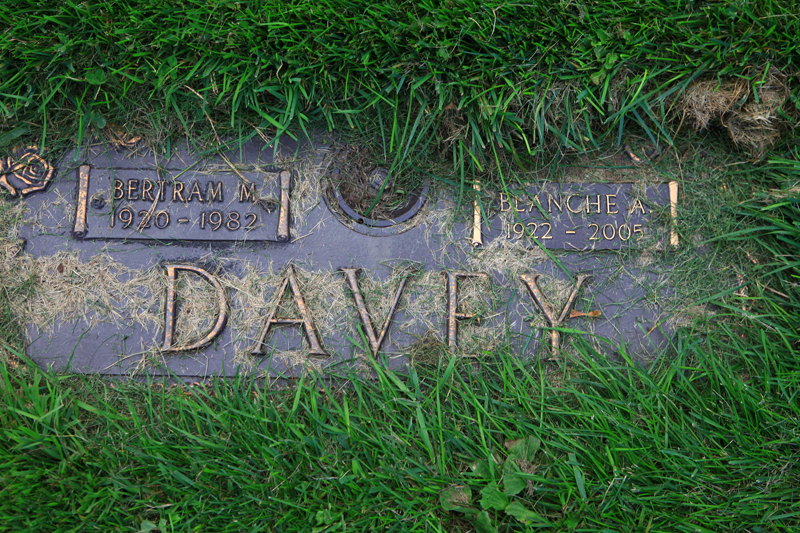 BERTRAM M.
1920 - 1982
BLANCHE A.
1922 - 2005
DAVEY